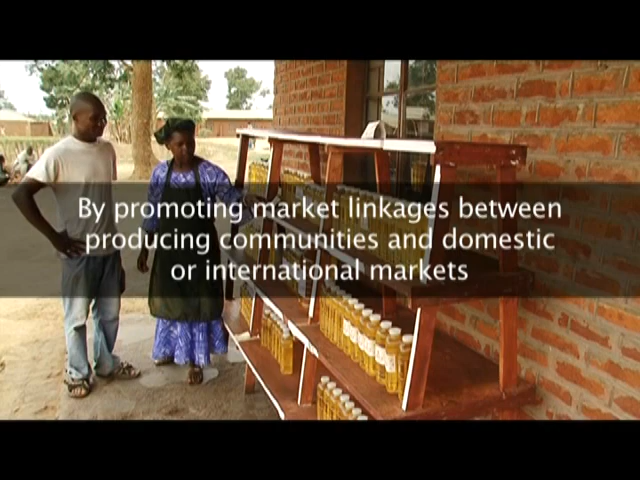 By promoting market linkages between
producing communities and domestic
or international markets